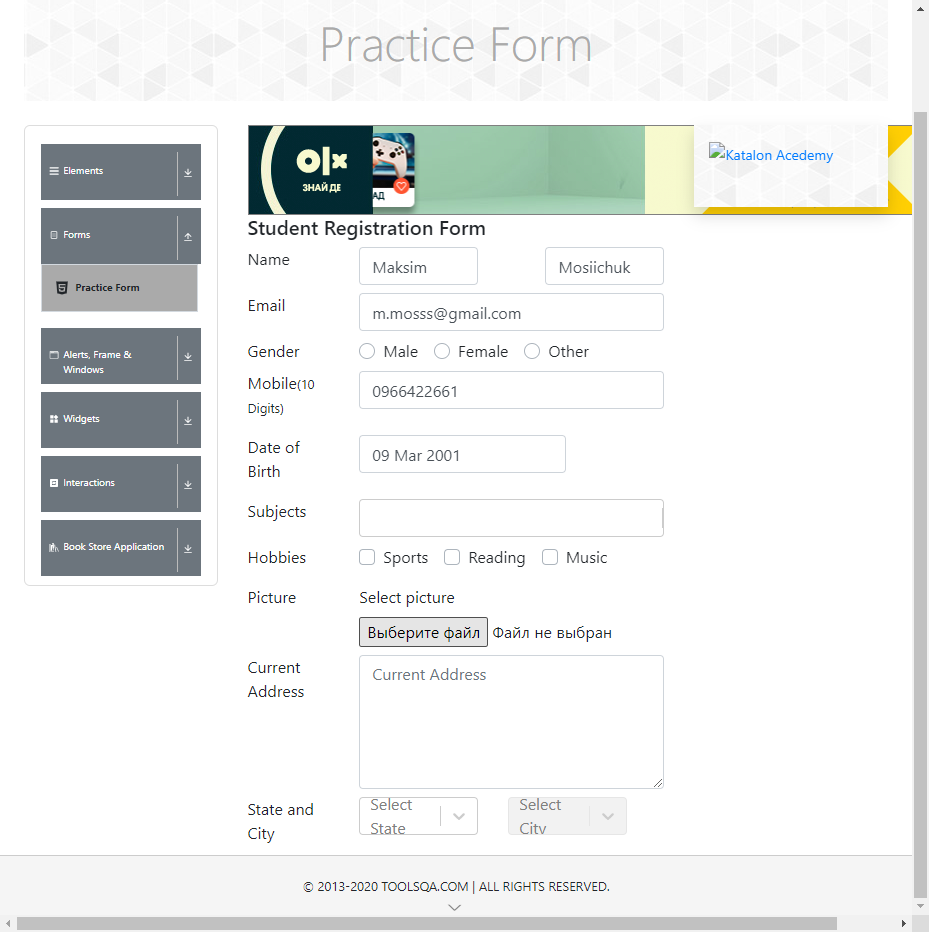 Practice Form
Elements
Forms
Practice Form
Alerts, Frame &
Windows
Widgets
Interactions
Book Store Application
olx
ЗНАЙ ДЕ
АД
Katalon Acedemy
Student Registration Form
Name
Maksim
Mosiichuk
Email
m.mosss@gmail.com
Gender
Male
Female
Other
Mobile(10
Digits)
0966422661
Date of
Birth
09 Mar 2001
Subjects
Hobbies
Sports
Reading
Music
Picture
Select picture
Выберите файл
Файл не выбран
Current
Address
Current Address
State and
City
Select
State
Select
City
© 2013-2020 TOOLSQA.COM | ALL RIGHTS RESERVED.